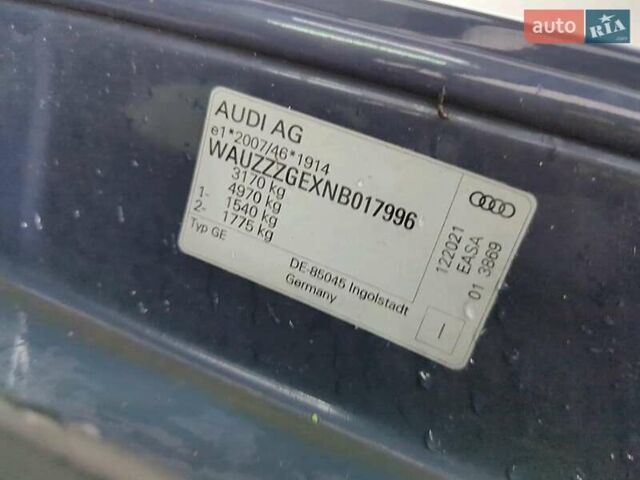 auto RIA.com
AUDI AG
e1*2007/46*1914
WAUZZZGEXNB017996
3170 kg
4970 kg
1- 1540 kg
2- 1775 kg
Typ GE
DE-85045 Ingolstadt
Germany
122021
EASA
01 3869
I